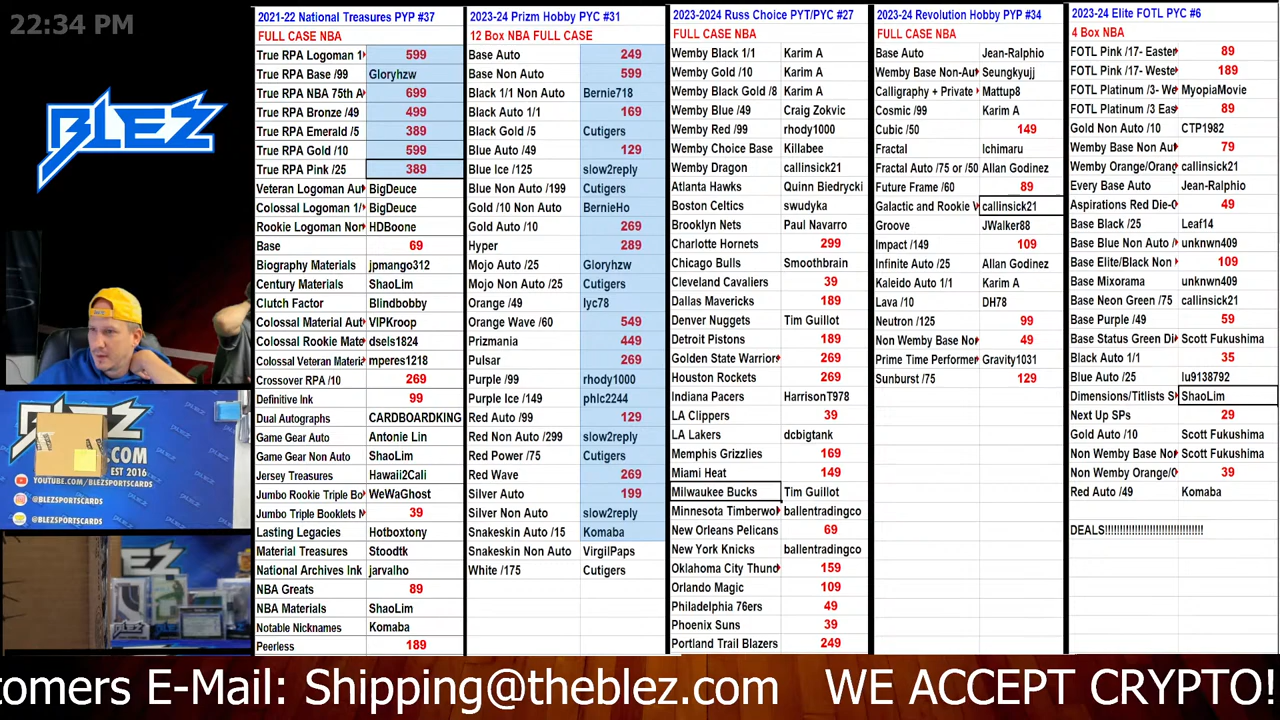 22:34 PM
BLEZ
BLEZ
.COM
EST 2016
YOUTUBE.COM/BLEZSPORTSCARDS
@BLEZSPORTSCARDS
@BLEZSPORTSCARDS
2021-22 National Treasures PYP #37
FULL CASE NBA
True RPA Logoman 1 599
True RPA Base /99 Gloryhzw
True RPA NBA 75th A 699
True RPA Bronze /49 499
True RPA Emerald /5 389
True RPA Gold /10 599
True RPA Pink /25 389
Veteran Logoman Au BigDeuce
Colossal Logoman 1/ BigDeuce
Rookie Logoman Non HDBoone
Base 69
Biography Materials jpmango312
Century Materials ShaoLim
Clutch Factor Blindbobby
Colossal Material Aut VIPKroop
Colossal Rookie Mate dsels1824
Colossal Veteran Materi mperes1218
Crossover RPA /10 269
Definitive Ink 99
Dual Autographs CARDBOARDKING
Game Gear Auto Antonie Lin
Game Gear Non Auto ShaoLim
Jersey Treasures Hawaii2Cali
Jumbo Rookie Triple Bo WeWaGhost
Jumbo Triple Booklets N 39
Lasting Legacies Hotboxtony
Material Treasures Stoodtk
National Archives Ink jarvalho
NBA Greats 89
NBA Materials ShaoLim
Notable Nicknames Komaba
Peerless 189
2023-24 Prizm Hobby PYC #31
12 Box NBA FULL CASE
Base Auto 249
Base Non Auto 599
Black 1/1 Non Auto Bernie718
Black Auto 1/1 169
Black Gold /5 Cutigers
Blue Auto /49 129
Blue Ice /125 slow2reply
Blue Non Auto /199 Cutigers
Gold /10 Non Auto BernieHo
Gold Auto /10 269
Hyper 289
Mojo Auto /25 Gloryhzw
Mojo Non Auto /25 Cutigers
Orange /49 lyc78
Orange Wave /60 549
Prizmania 449
Pulsar 269
Purple /99 rhody1000
Purple Ice /149 phlc2244
Red Auto /99 129
Red Non Auto /299 slow2reply
Red Power /75 Cutigers
Red Wave 269
Silver Auto 199
Silver Non Auto slow2reply
Snakeskin Auto /15 Komaba
Snakeskin Non Auto VirgilPaps
White /175 Cutigers
2023-2024 Russ Choice PYT/PYC #27
FULL CASE NBA
Wemby Black 1/1 Karim A
Wemby Gold /10 Karim A
Wemby Black Gold /8 Karim A
Wemby Blue /49 Craig Zokvic
Wemby Red /99 rhody1000
Wemby Choice Base Killabee
Wemby Dragon callinsick21
Atlanta Hawks Quinn Biedrycki
Boston Celtics swudyka
Brooklyn Nets Paul Navarro
Charlotte Hornets 299
Chicago Bulls Smoothbrain
Cleveland Cavaliers 39
Dallas Mavericks 189
Denver Nuggets Tim Guillot
Detroit Pistons 189
Golden State Warrior 269
Houston Rockets 269
Indiana Pacers HarrisonT978
LA Clippers 39
LA Lakers dcbigtank
Memphis Grizzlies 169
Miami Heat 149
Milwaukee Bucks Tim Guillot
Minnesota Timberwo ballentradingco
New Orleans Pelicans 69
New York Knicks ballentradingco
Oklahoma City Thund 159
Orlando Magic 109
Philadelphia 76ers 49
Phoenix Suns 39
Portland Trail Blazers 249
2023-24 Revolution Hobby PYP #34
FULL CASE NBA
Base Auto Jean-Ralphio
Wemby Base Non-Au Seungkyujj
Calligraphy + Private Mattup8
Cosmic /99 Karim A
Cubic /50 149
Fractal Ichimaru
Fractal Auto /75 or /50 Allan Godinez
Future Frame /60 89
Galactic and Rookie callinsick21
Groove JWalker88
Impact /149 109
Infinite Auto /25 Allan Godinez
Kaleido Auto 1/1 Karim A
Lava /10 DH78
Neutron /125 99
Non Wemby Base Nor 49
Prime Time Performer Gravity1031
Sunburst /75 129
2023-24 Elite FOTL PYC #6
4 Box NBA
FOTL Pink /17- Easter 89
FOTL Pink /17- Weste 189
FOTL Platinum /3- We MyopiaMovie
FOTL Platinum /3 Eas 89
Gold Non Auto /10 CTP1982
Wemby Base Non Au 79
Wemby Orange/Orang callinsick21
Every Base Auto Jean-Ralphio
Aspirations Red Die-C 49
Base Black /25 Leaf14
Base Blue Non Auto / unknwn409
Base Elite/Black Non 109
Base Mixorama unknwn409
Base Neon Green /75 callinsick21
Base Purple /49 59
Base Status Green Di Scott Fukushima
Black Auto 1/1 35
Blue Auto /25 lu9138792
Dimensions/Titlists S ShaoLim
Next Up SPs 29
Gold Auto /10 Scott Fukushima
Non Wemby Base No Scott Fukushima
Non Wemby Orange/O 39
Red Auto /49 Komaba
DEALS!!!!!!!!!!!!!!!!!!!!!!!!!!!!!!!!!
tomers E-Mail: Shipping@theblez.com WE ACCEPT CRYPTO!